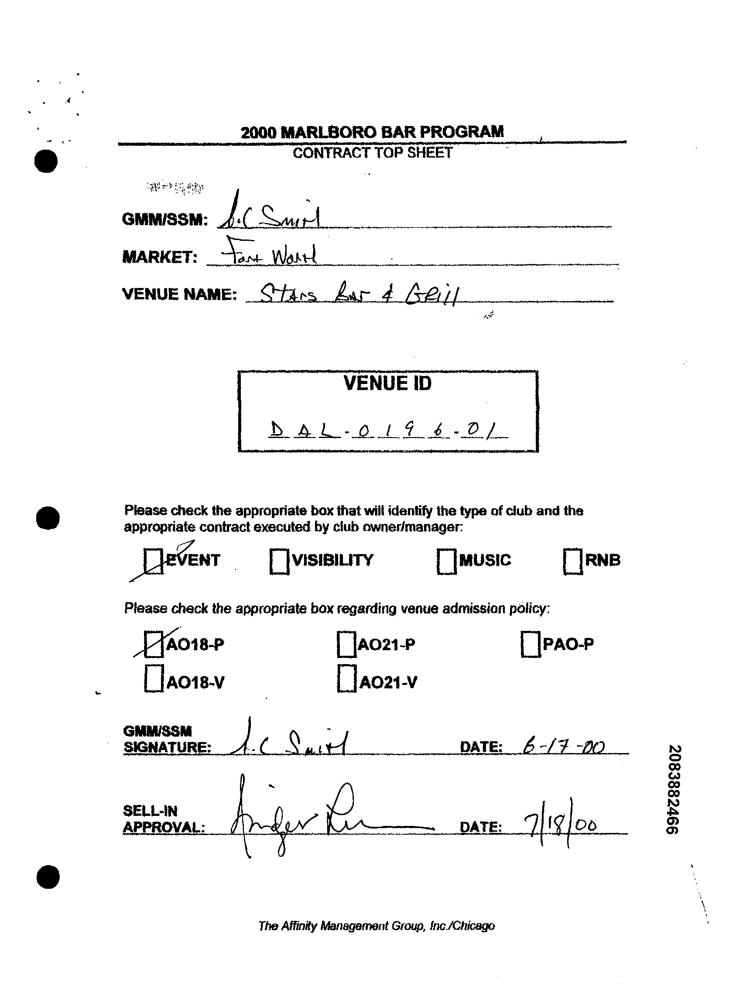 2000 MARLBORO BAR PROGRAM
CONTRACT TOP SHEET
GMM/SSM: S.C Smith
MARKET: Fort Worth
VENUE NAME: Stars Bar & Grill
VENUE ID
DAL-0196-01
Please check the appropriate box that will identify the type of club and the
appropriate contract executed by club owner/manager:
EVENT VISIBILITY MUSIC RNB
Please check the appropriate box regarding venue admission policy:
AO18-P AO21-P PAO-P
AO18-V AO21-V
GMM/SSM
SIGNATURE: S.C Smith DATE: 6-17-00
SELL-IN
APPROVAL: DATE: 7/18/00
2083882466
The Affinity Management Group, Inc./Chicago